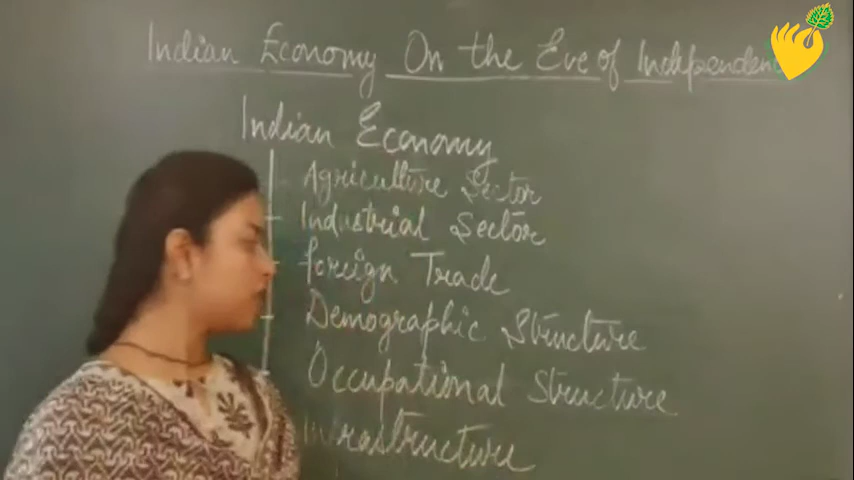 Indian Economy On the Eve of Independence
Indian Economy
Agriculture Sector
Industrial Sector
Foreign Trade
Demographic Structure
Occupational Structure
Infrastructure